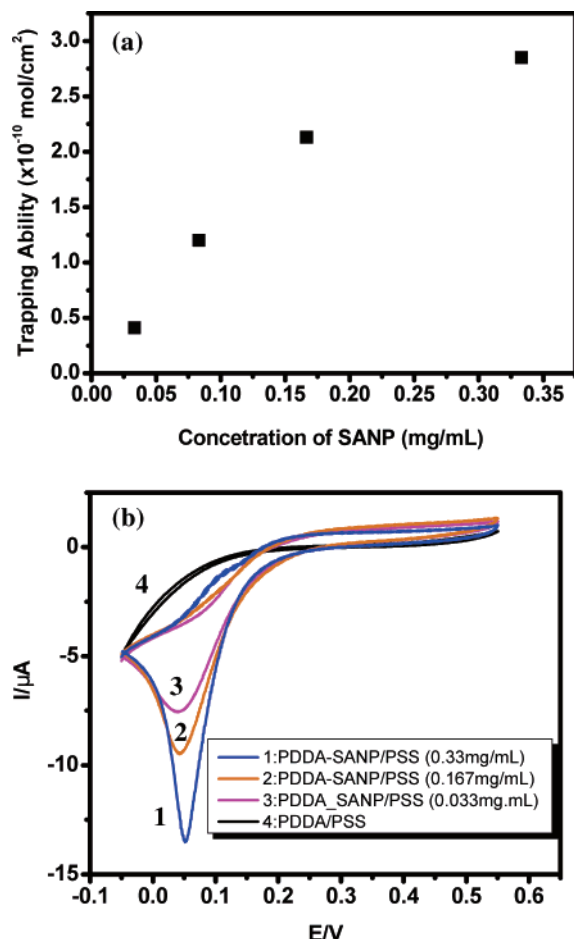 (a)
Trapping Ability (x10⁻¹⁰ mol/cm²)
3.0
2.5
2.0
1.5
1.0
0.5
0.0
0.00 0.05 0.10 0.15 0.20 0.25 0.30 0.35
Concetration of SANP (mg/mL)
(b)
I/μA
0
-5
-10
-15
4
3
2
1
1:PDDA-SANP/PSS (0.33mg/mL)
2:PDDA-SANP/PSS (0.167mg/mL)
3:PDDA_SANP/PSS (0.033mg.mL)
4:PDDA/PSS
-0.1 0.0 0.1 0.2 0.3 0.4 0.5 0.6
E/V